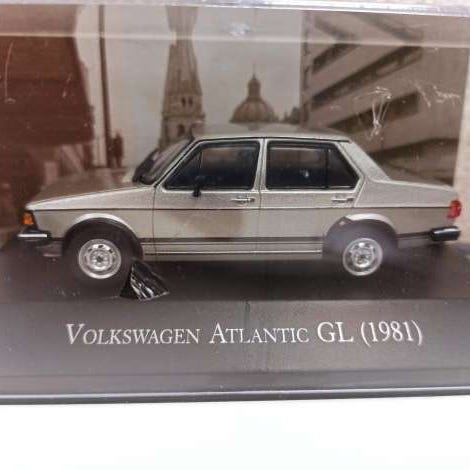 VOLKSWAGEN ATLANTIC GL (1981)